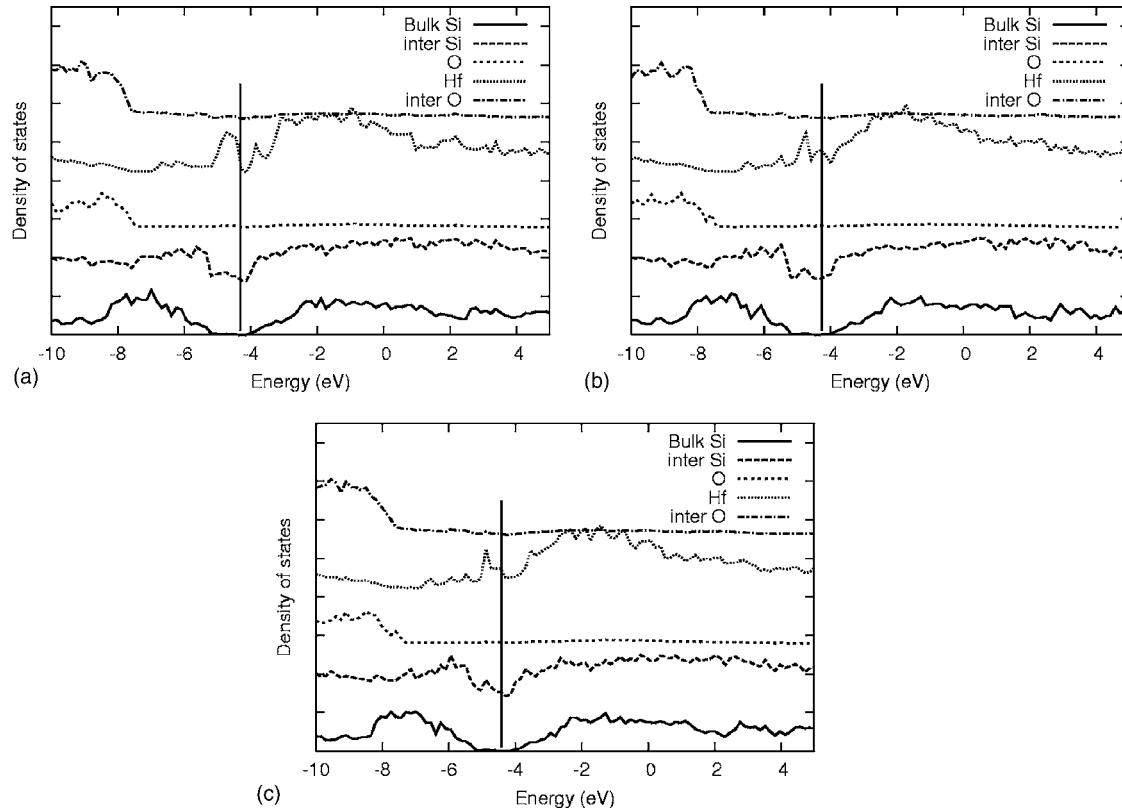 Bulk Si
inter Si
O
Hf
inter O
Density of states
-10 -8 -6 -4 -2 0 2 4
Energy (eV)
(a)
Bulk Si
inter Si
O
Hf
inter O
Density of states
-10 -8 -6 -4 -2 0 2 4
Energy (eV)
(b)
Bulk Si
inter Si
O
Hf
inter O
Density of states
-10 -8 -6 -4 -2 0 2 4
Energy (eV)
(c)